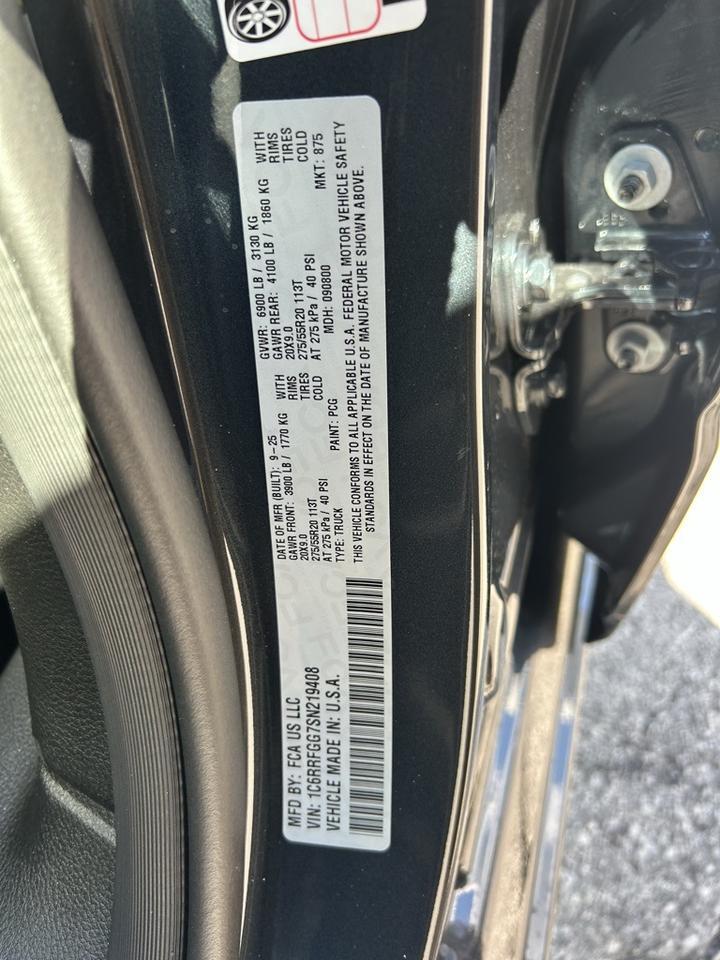 MFD BY: FCA US LLC
VIN: 1C6RRFGG7SN219408
VEHICLE MADE IN: U.S.A.
DATE OF MFR (BUILT): 9-25
GAWR FRONT: 3900 LB / 1770 KG WITH
20X9.0 RIMS
275/55R20 113T TIRES
AT 275 kPa / 40 PSI COLD
TYPE: TRUCK PAINT: PCG
GVWR: 6900 LB / 3130 KG
GAWR REAR: 4100 LB / 1860 KG WITH
20X9.0 RIMS
275/55R20 113T TIRES
AT 275 kPa / 40 PSI COLD
MDH: 090800 MKT: 875
THIS VEHICLE CONFORMS TO ALL APPLICABLE U.S.A. FEDERAL MOTOR VEHICLE SAFETY
STANDARDS IN EFFECT ON THE DATE OF MANUFACTURE SHOWN ABOVE.